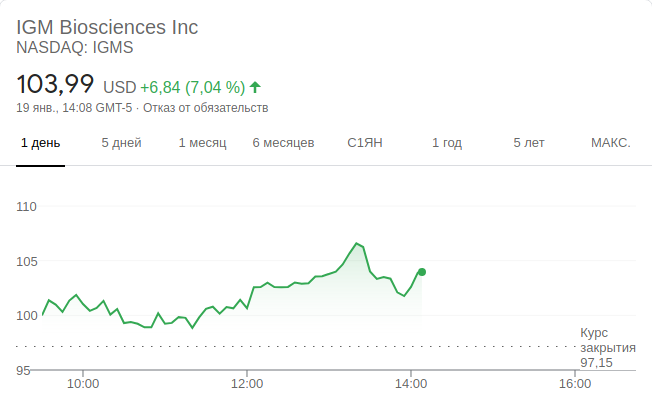 IGM Biosciences Inc
NASDAQ: IGMS
103,99 USD +6,84 (7,04 %)
19 янв., 14:08 GMT-5 · Отказ от обязательств
1 день 5 дней 1 месяц 6 месяцев С1ЯН 1 год 5 лет МАКС.
110
105
100
Курс
закрытия
97,15
95
10:00 12:00 14:00 16:00